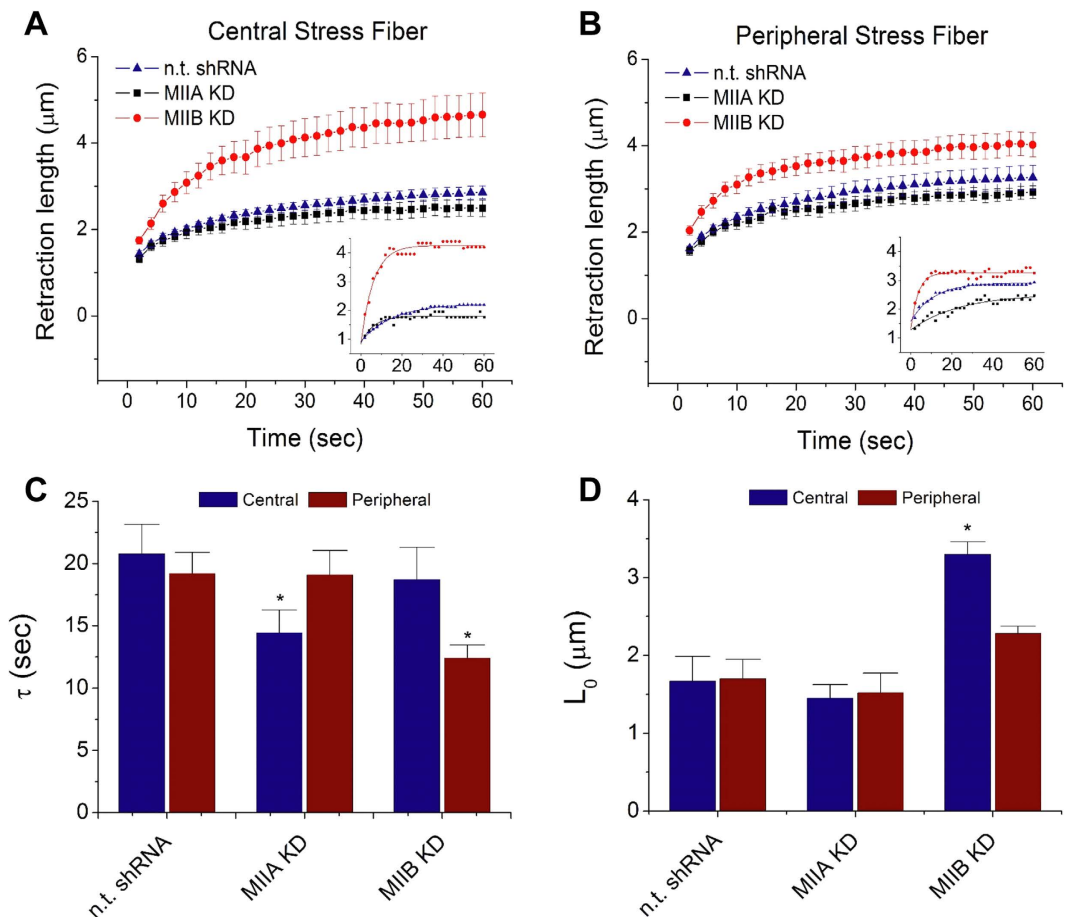 A
Central Stress Fiber
n.t. shRNA
MIIA KD
MIIB KD
Retraction length (μm)
6
4
2
0
0 10 20 30 40 50 60
Time (sec)
4
3
2
1
0 20 40 60
B
Peripheral Stress Fiber
n.t. shRNA
MIIA KD
MIIB KD
Retraction length (μm)
6
4
2
0
0 10 20 30 40 50 60
Time (sec)
4
3
2
1
0 20 40 60
C
Central Peripheral
τ (sec)
25
20
15
10
5
0
*
*
n.t. shRNA MIIA KD MIIB KD
D
Central Peripheral
L0 (μm)
4
3
2
1
0
*
n.t. shRNA MIIA KD MIIB KD